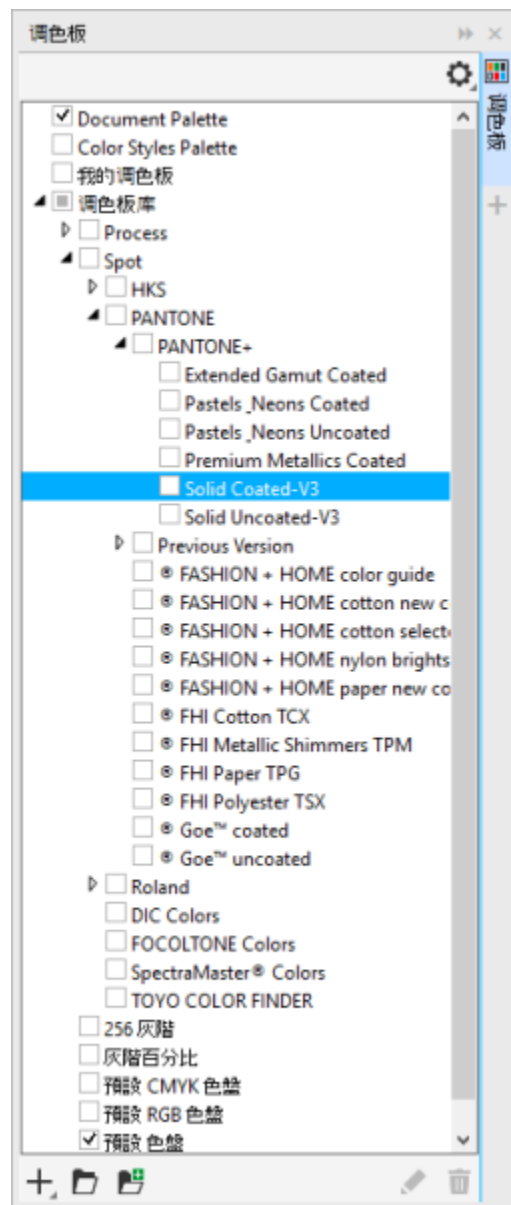 调色板
Document Palette
Color Styles Palette
我的调色板
调色板库
Process
Spot
HKS
PANTONE
PANTONE+
Extended Gamut Coated
Pastels_Neons Coated
Pastels_Neons Uncoated
Premium Metallics Coated
Solid Coated-V3
Solid Uncoated-V3
Previous Version
® FASHION + HOME color guide
® FASHION + HOME cotton new c
® FASHION + HOME cotton select
® FASHION + HOME nylon brights
® FASHION + HOME paper new co
® FHI Cotton TCX
® FHI Metallic Shimmers TPM
® FHI Paper TPG
® FHI Polyester TSX
® Goe™ coated
® Goe™ uncoated
Roland
DIC Colors
FOCOLTONE Colors
SpectraMaster® Colors
TOYO COLOR FINDER
256 灰階
灰階百分比
預設 CMYK 色盤
預設 RGB 色盤
預設 色盤
调色板